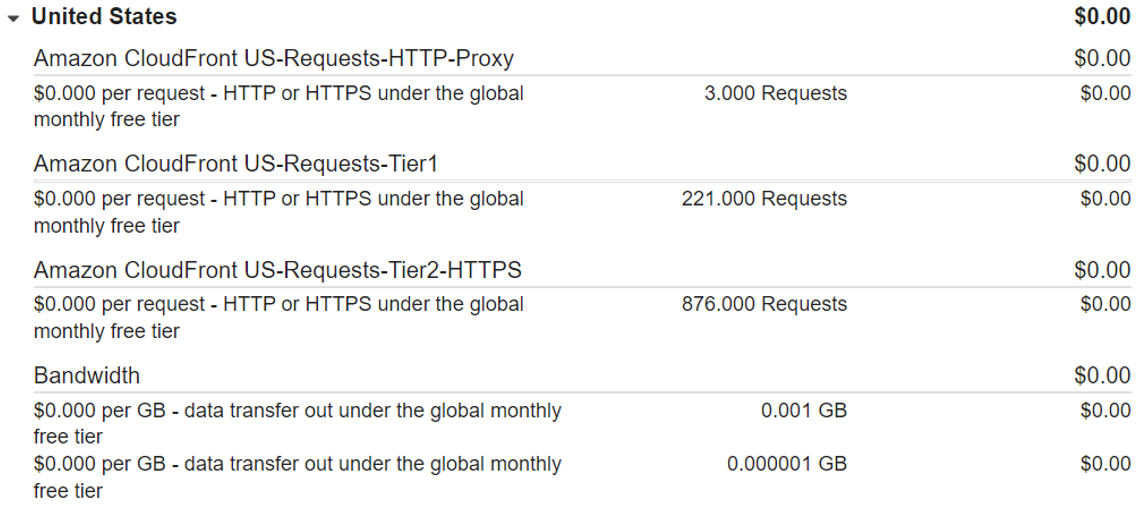 United States $0.00
Amazon CloudFront US-Requests-HTTP-Proxy $0.00
$0.000 per request - HTTP or HTTPS under the global 3.000 Requests $0.00
monthly free tier
Amazon CloudFront US-Requests-Tier1 $0.00
$0.000 per request - HTTP or HTTPS under the global 221.000 Requests $0.00
monthly free tier
Amazon CloudFront US-Requests-Tier2-HTTPS $0.00
$0.000 per request - HTTP or HTTPS under the global 876.000 Requests $0.00
monthly free tier
Bandwidth $0.00
$0.000 per GB - data transfer out under the global monthly 0.001 GB $0.00
free tier
$0.000 per GB - data transfer out under the global monthly 0.000001 GB $0.00
free tier